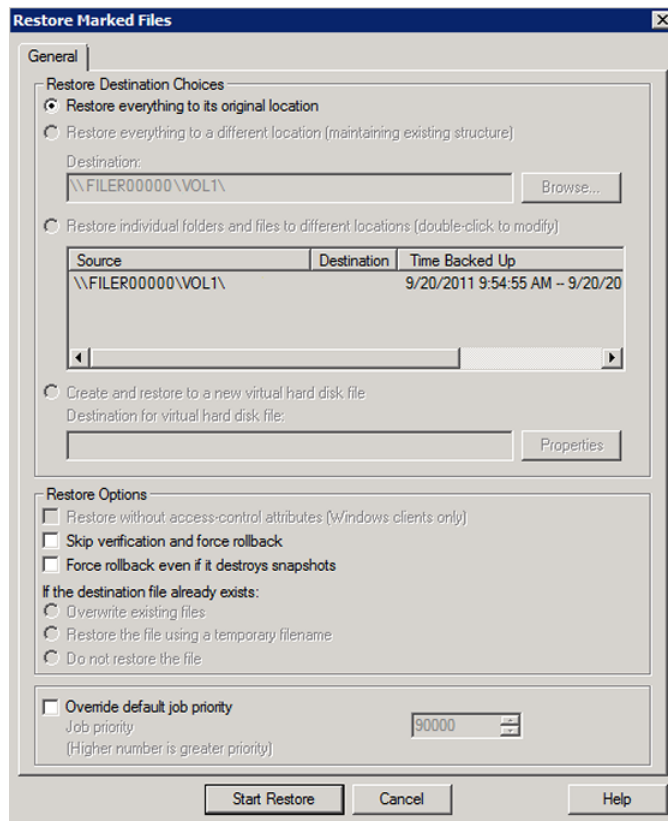 Restore Marked Files
General
Restore Destination Choices
Restore everything to its original location
Restore everything to a different location (maintaining existing structure)
Destination:
\\FILER00000\VOL1\ Browse...
Restore individual folders and files to different locations (double-click to modify)
Source Destination Time Backed Up
\\FILER00000\VOL1\ 9/20/2011 9:54:55 AM -- 9/20/20
Create and restore to a new virtual hard disk file
Destination for virtual hard disk file:
Properties
Restore Options
Restore without access-control attributes (Windows clients only)
Skip verification and force rollback
Force rollback even if it destroys snapshots
If the destination file already exists:
Overwrite existing files
Restore the file using a temporary filename
Do not restore the file
Override default job priority
Job priority 90000
(Higher number is greater priority)
Start Restore Cancel Help